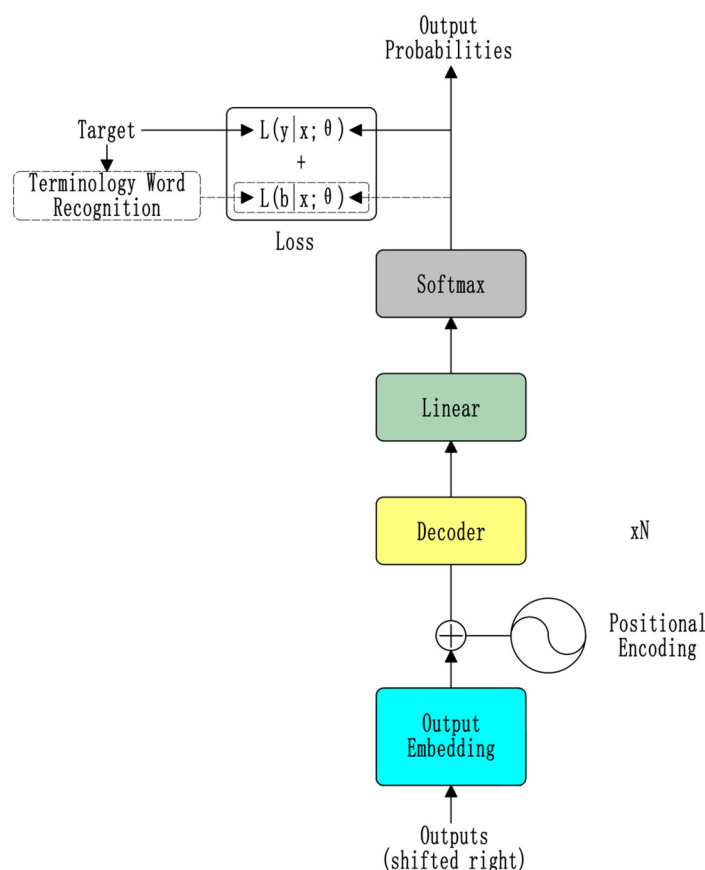 Output
Probabilities
Target
L(y|x;θ)
+
Terminology Word
Recognition
L(b|x;θ)
Loss
Softmax
Linear
Decoder
xN
Positional
Encoding
Output
Embedding
Outputs
(shifted right)